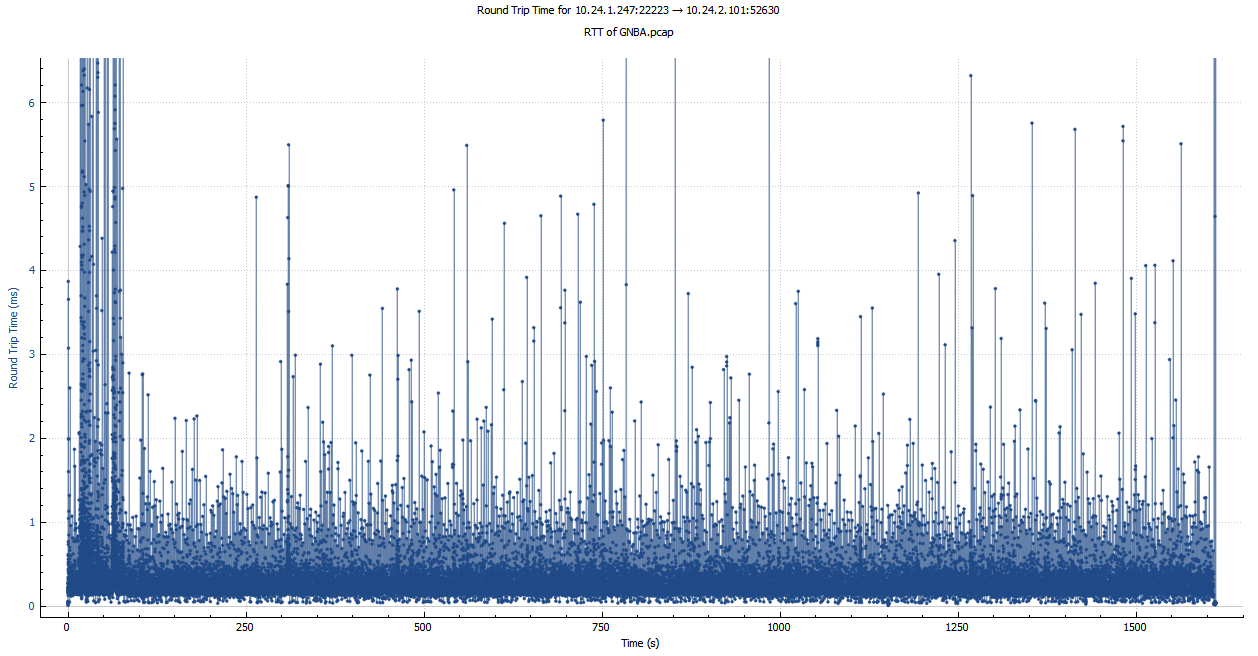 Round Trip Time for 10.24.1.247:22223 → 10.24.2.101:52630
RTT of GNBA.pcap
6
5
4
3
2
1
0
Round Trip Time (ms)
0 250 500 750 1000 1250 1500
Time (s)